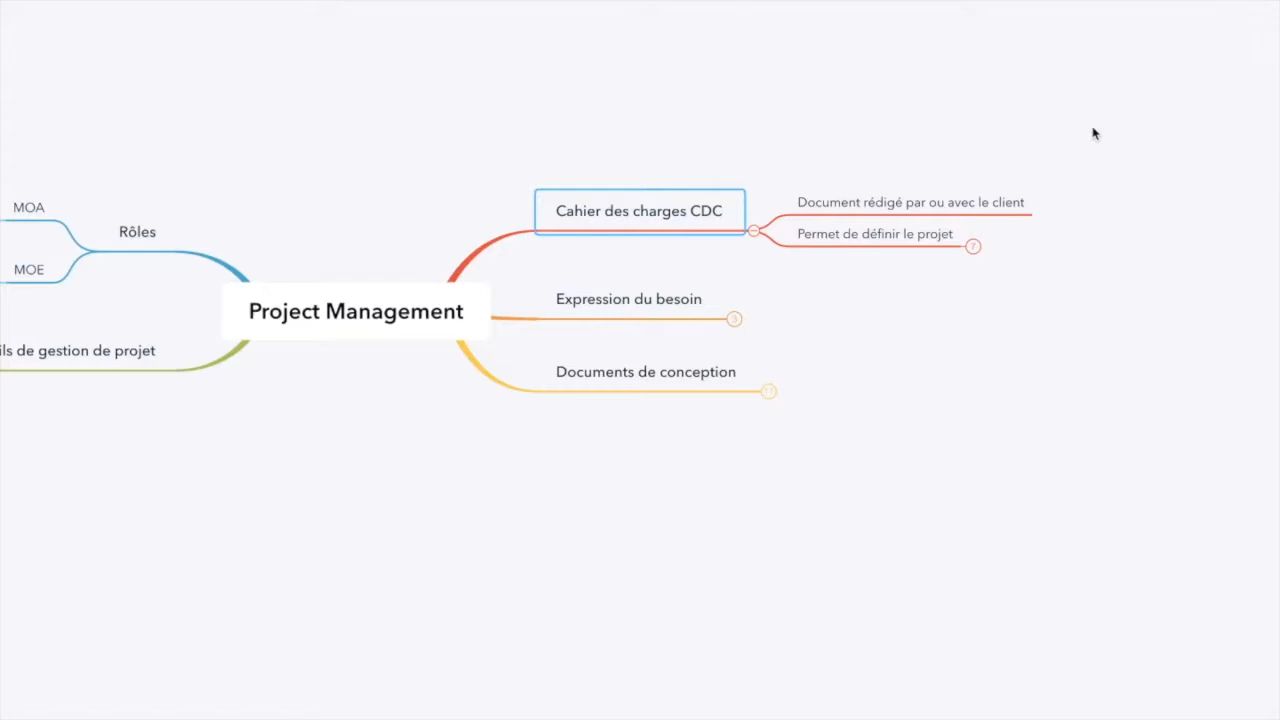 MOA
Rôles
MOE
ils de gestion de projet
Project Management
Cahier des charges CDC
Document rédigé par ou avec le client
Permet de définir le projet
7
Expression du besoin
Documents de conception